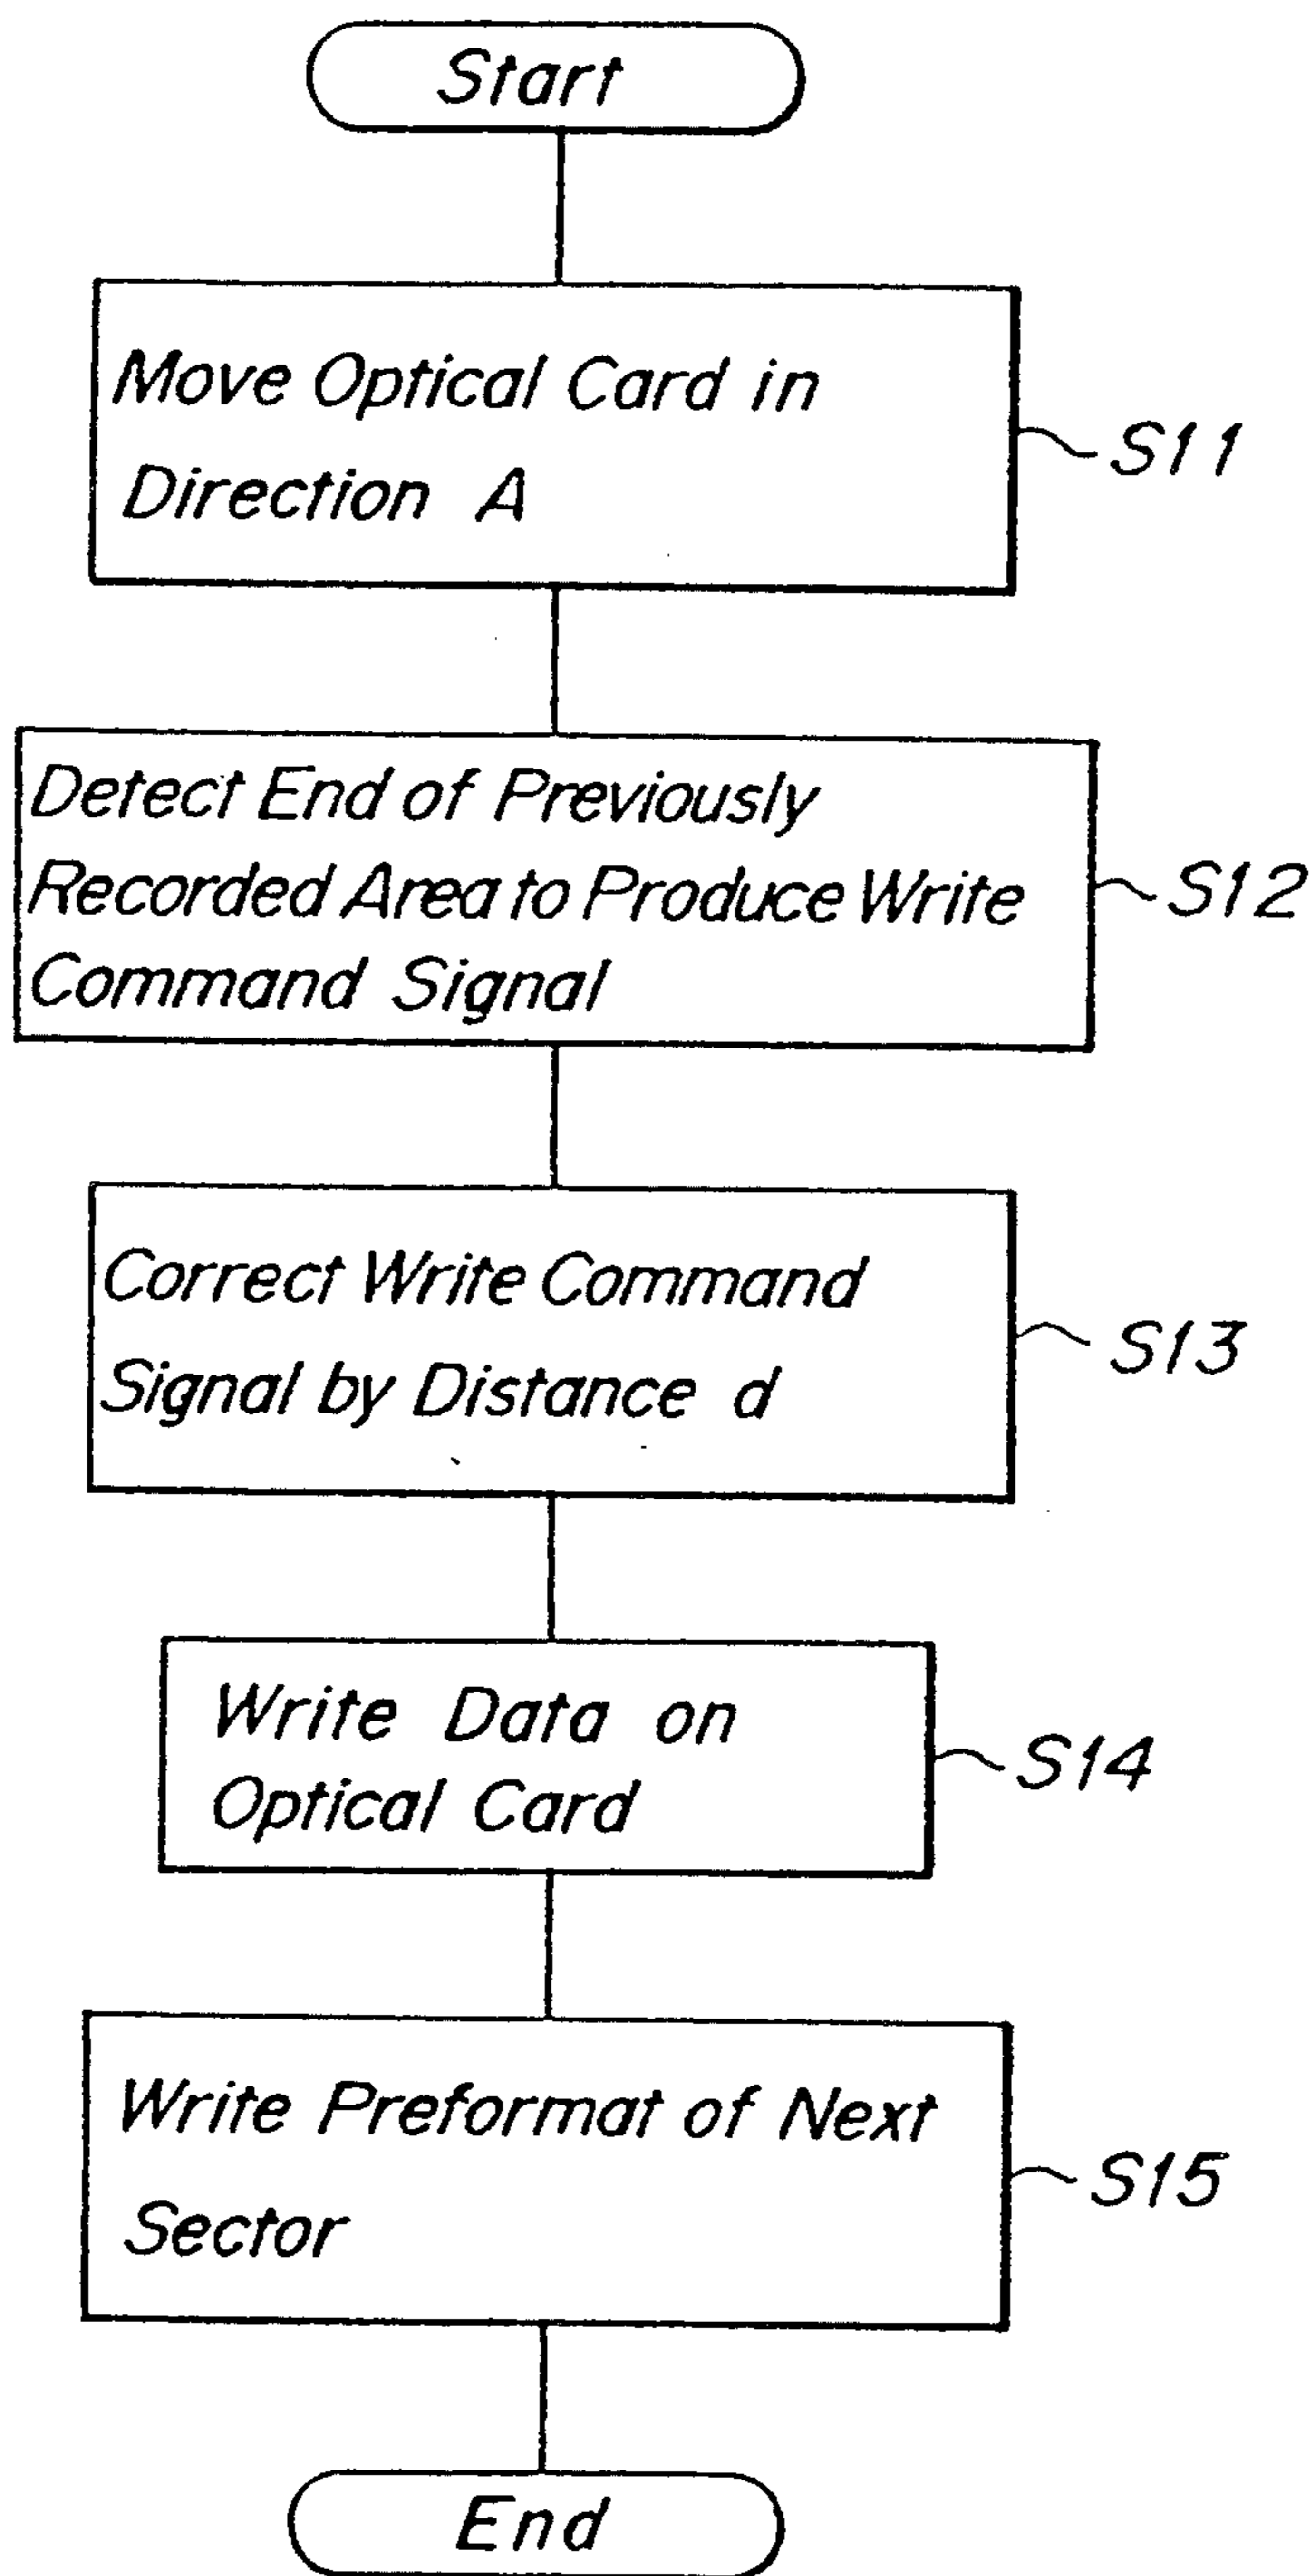 Start
Move Optical Card in
Direction A
S11
Detect End of Previously
Recorded Area to Produce Write
Command Signal
S12
Correct Write Command
Signal by Distance d
S13
Write Data on
Optical Card
S14
Write Preformat of Next
Sector
S15
End